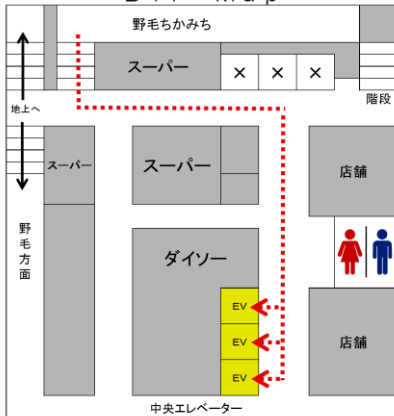 野毛ちかみち
スーパー
× × ×
地上へ
階段
スーパー
スーパー
店舗
野毛方面
ダイソー
EV
EV
EV
店舗
中央エレベーター